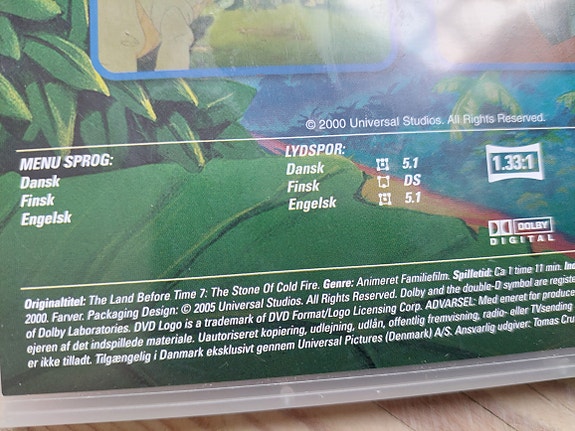 © 2000 Universal Studios. All Rights Reserved.
MENU SPROG:
Dansk
Finsk
Engelsk
LYDSPOR:
Dansk 5.1
Finsk DS
Engelsk 5.1
1.33:1
DOLBY
DIGITAL
Originaltitel: The Land Before Time 7: The Stone Of Cold Fire. Genre: Animeret Familiefilm. Spilletid: Ca 1 time 11 min.
2000. Farver. Packaging Design: © 2005 Universal Studios. All Rights Reserved. Dolby and the double-D symbol are
of Dolby Laboratories. DVD Logo is a trademark of DVD Format/Logo Licensing Corp. ADVARSEL: Med eneret for
ejeren af det indspillede materiale. Uautoriseret kopiering, udlejning, udlån, offentlig fremvisning, radio- eller TVsending
er ikke tilladt. Tilgængelig i Danmark eksklusivt gennem Universal Pictures (Denmark) A/S. Ansvarlig udgiver: Tomas